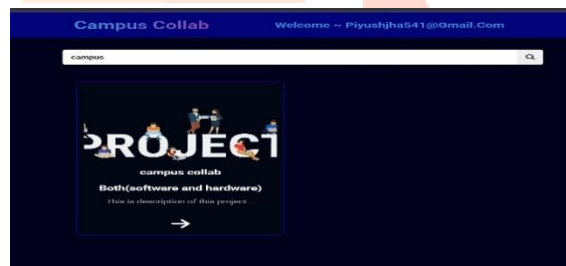 Campus Collab
Welcome ~ Piyushjha541@Gmail.Com
campus
PROJECT
campus collab
Both(software and hardware)
This is description of this project...